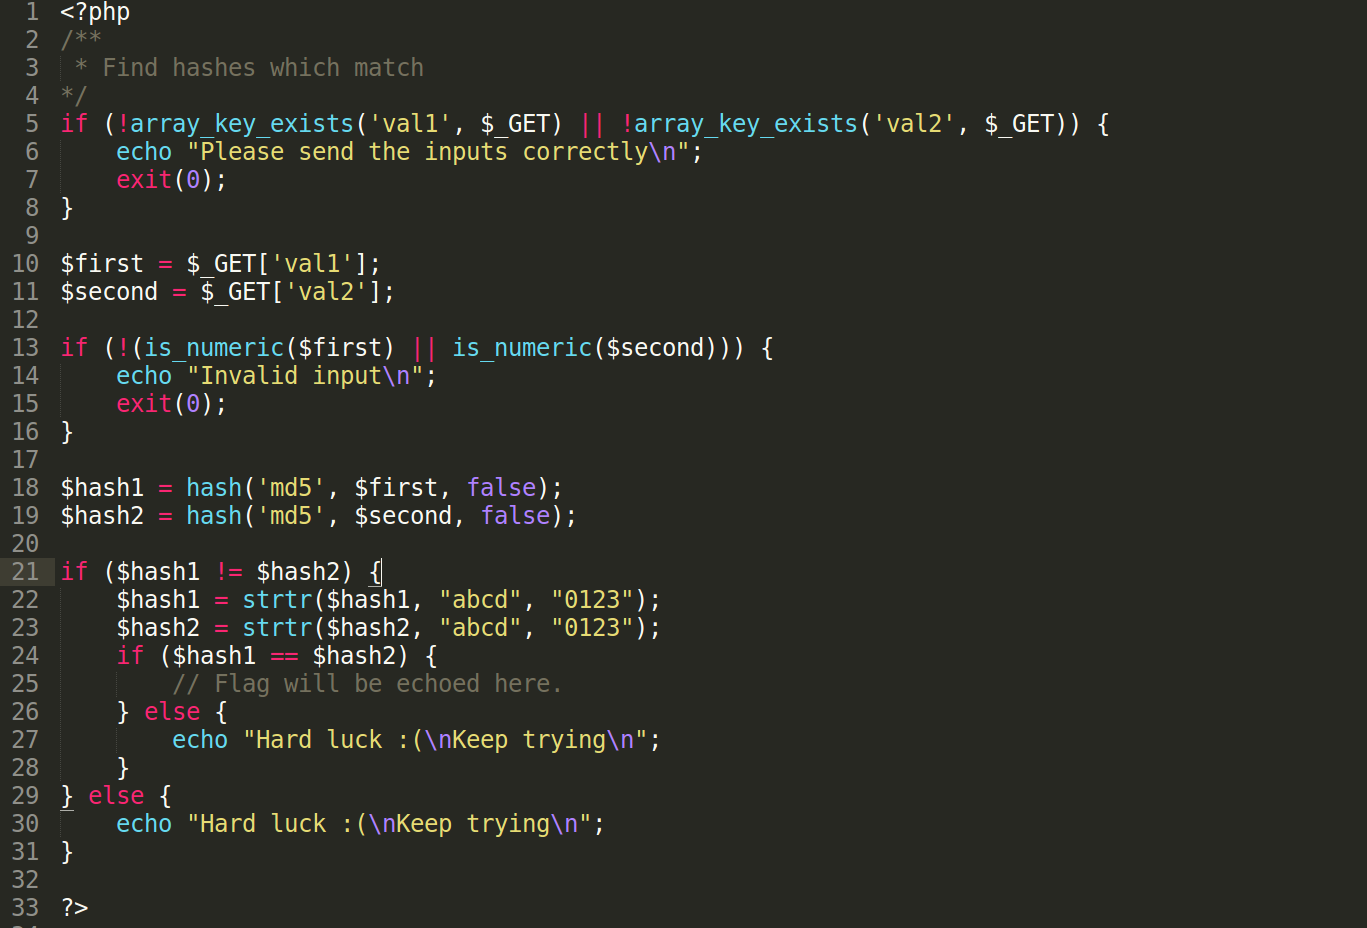 1 <?php
2 /**
3  * Find hashes which match
4 */
5 if (!array_key_exists('val1', $_GET) || !array_key_exists('val2', $_GET)) {
6     echo "Please send the inputs correctly\n";
7     exit(0);
8 }
9
10 $first = $_GET['val1'];
11 $second = $_GET['val2'];
12
13 if (!(is_numeric($first) || is_numeric($second))) {
14     echo "Invalid input\n";
15     exit(0);
16 }
17
18 $hash1 = hash('md5', $first, false);
19 $hash2 = hash('md5', $second, false);
20
21 if ($hash1 != $hash2) {
22     $hash1 = strtr($hash1, "abcd", "0123");
23     $hash2 = strtr($hash2, "abcd", "0123");
24     if ($hash1 == $hash2) {
25         // Flag will be echoed here.
26     } else {
27         echo "Hard luck :(\nKeep trying\n";
28     }
29 } else {
30     echo "Hard luck :(\nKeep trying\n";
31 }
32
33 ?>